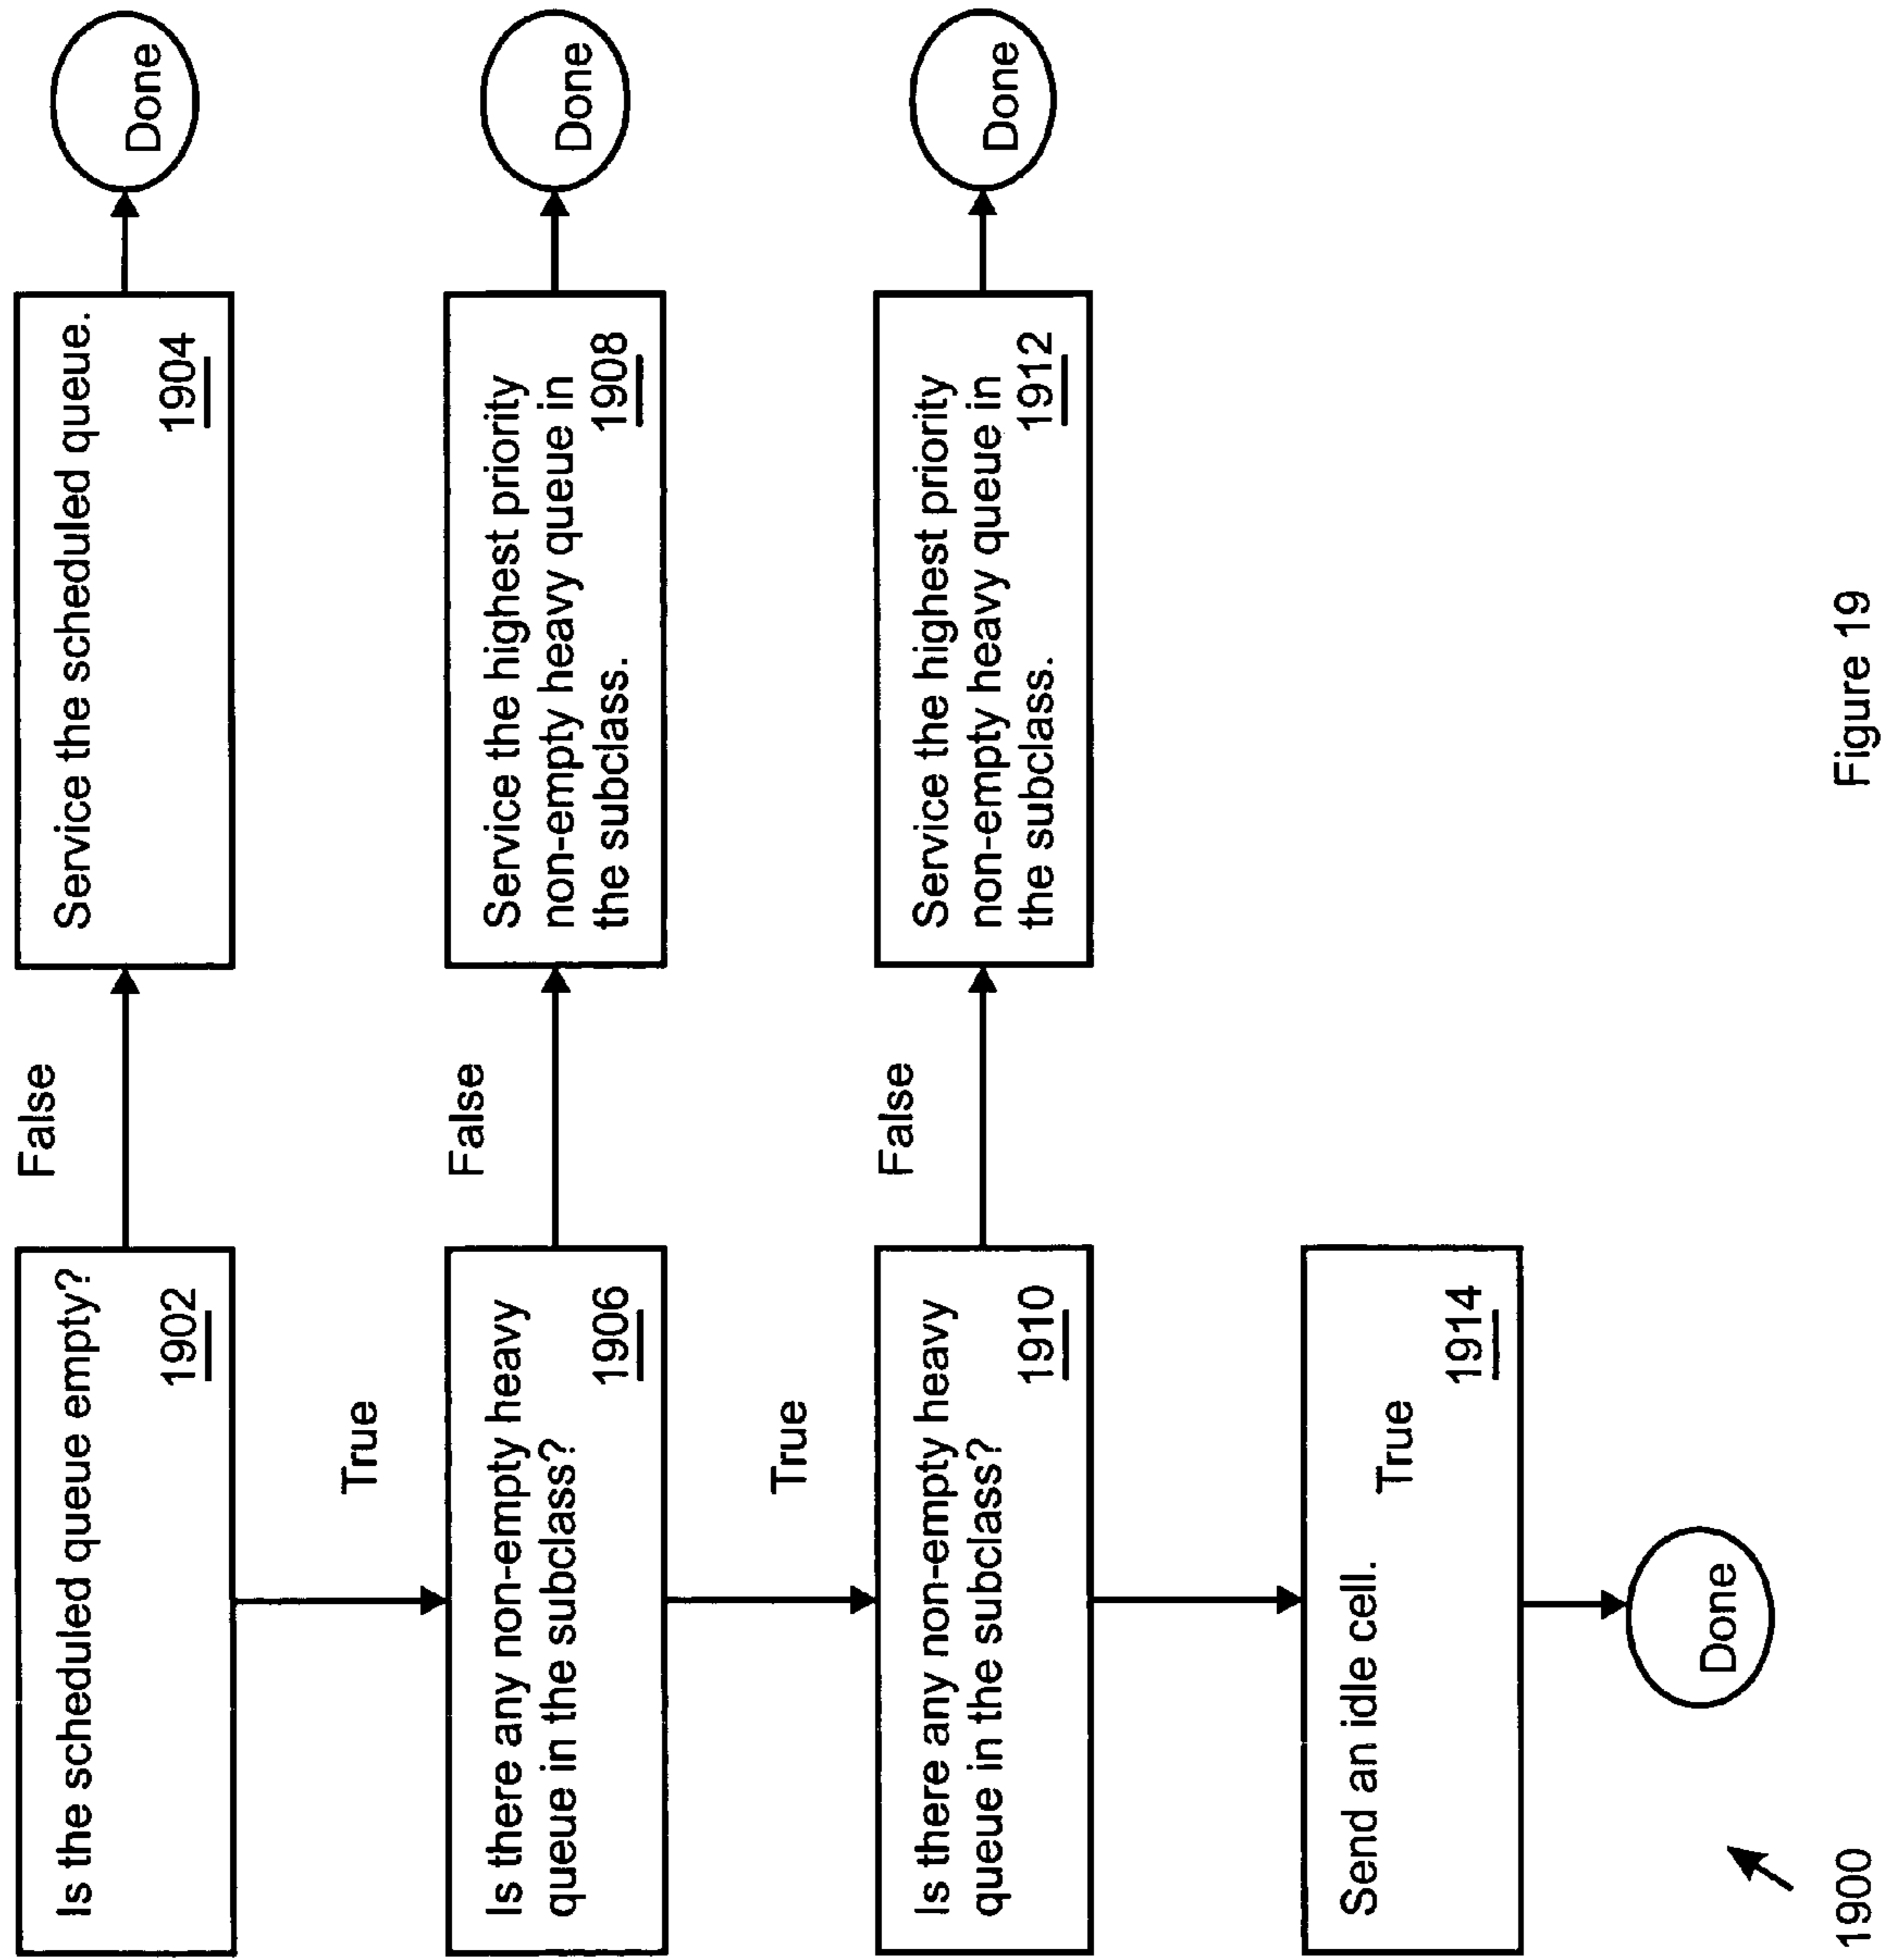 Is the scheduled queue empty?
1902
False
Service the scheduled queue.
1904
Done
True
Is there any non-empty heavy
queue in the subclass?
1906
False
Service the highest priority
non-empty heavy queue in
the subclass.
1908
Done
True
Is there any non-empty heavy
queue in the subclass?
1910
False
Service the highest priority
non-empty heavy queue in
the subclass.
1912
Done
Send an idle cell.
True
1914
Done
1900
Figure 19